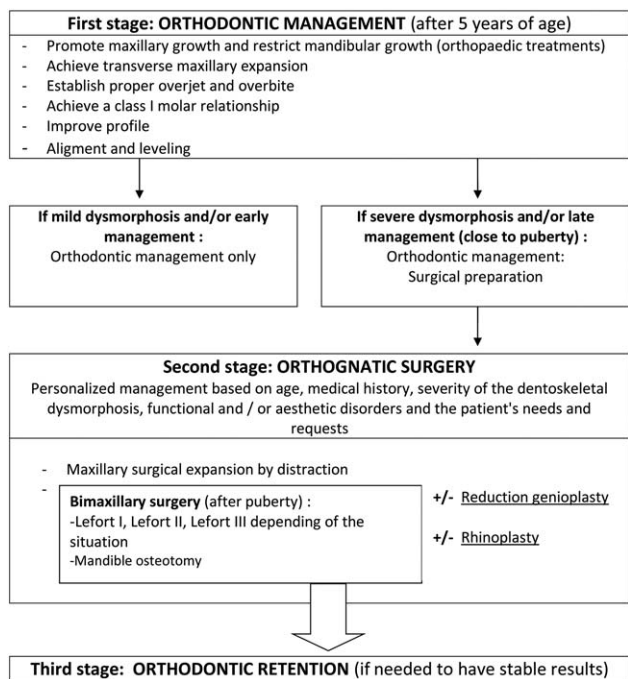 First stage: ORTHODONTIC MANAGEMENT (after 5 years of age)
- Promote maxillary growth and restrict mandibular growth (orthopaedic treatments)
- Achieve transverse maxillary expansion
- Establish proper overjet and overbite
- Achieve a class I molar relationship
- Improve profile
- Aligment and leveling
If mild dysmorphosis and/or early
management :
Orthodontic management only
If severe dysmorphosis and/or late
management (close to puberty) :
Orthodontic management:
Surgical preparation
Second stage: ORTHOGNATIC SURGERY
Personalized management based on age, medical history, severity of the dentoskeletal
dysmorphosis, functional and / or aesthetic disorders and the patient's needs and
requests
- Maxillary surgical expansion by distraction
-
Bimaxillary surgery (after puberty) :
-Lefort I, Lefort II, Lefort III depending of the
situation
-Mandible osteotomy
+/- Reduction genioplasty
+/- Rhinoplasty
Third stage: ORTHODONTIC RETENTION (if needed to have stable results)